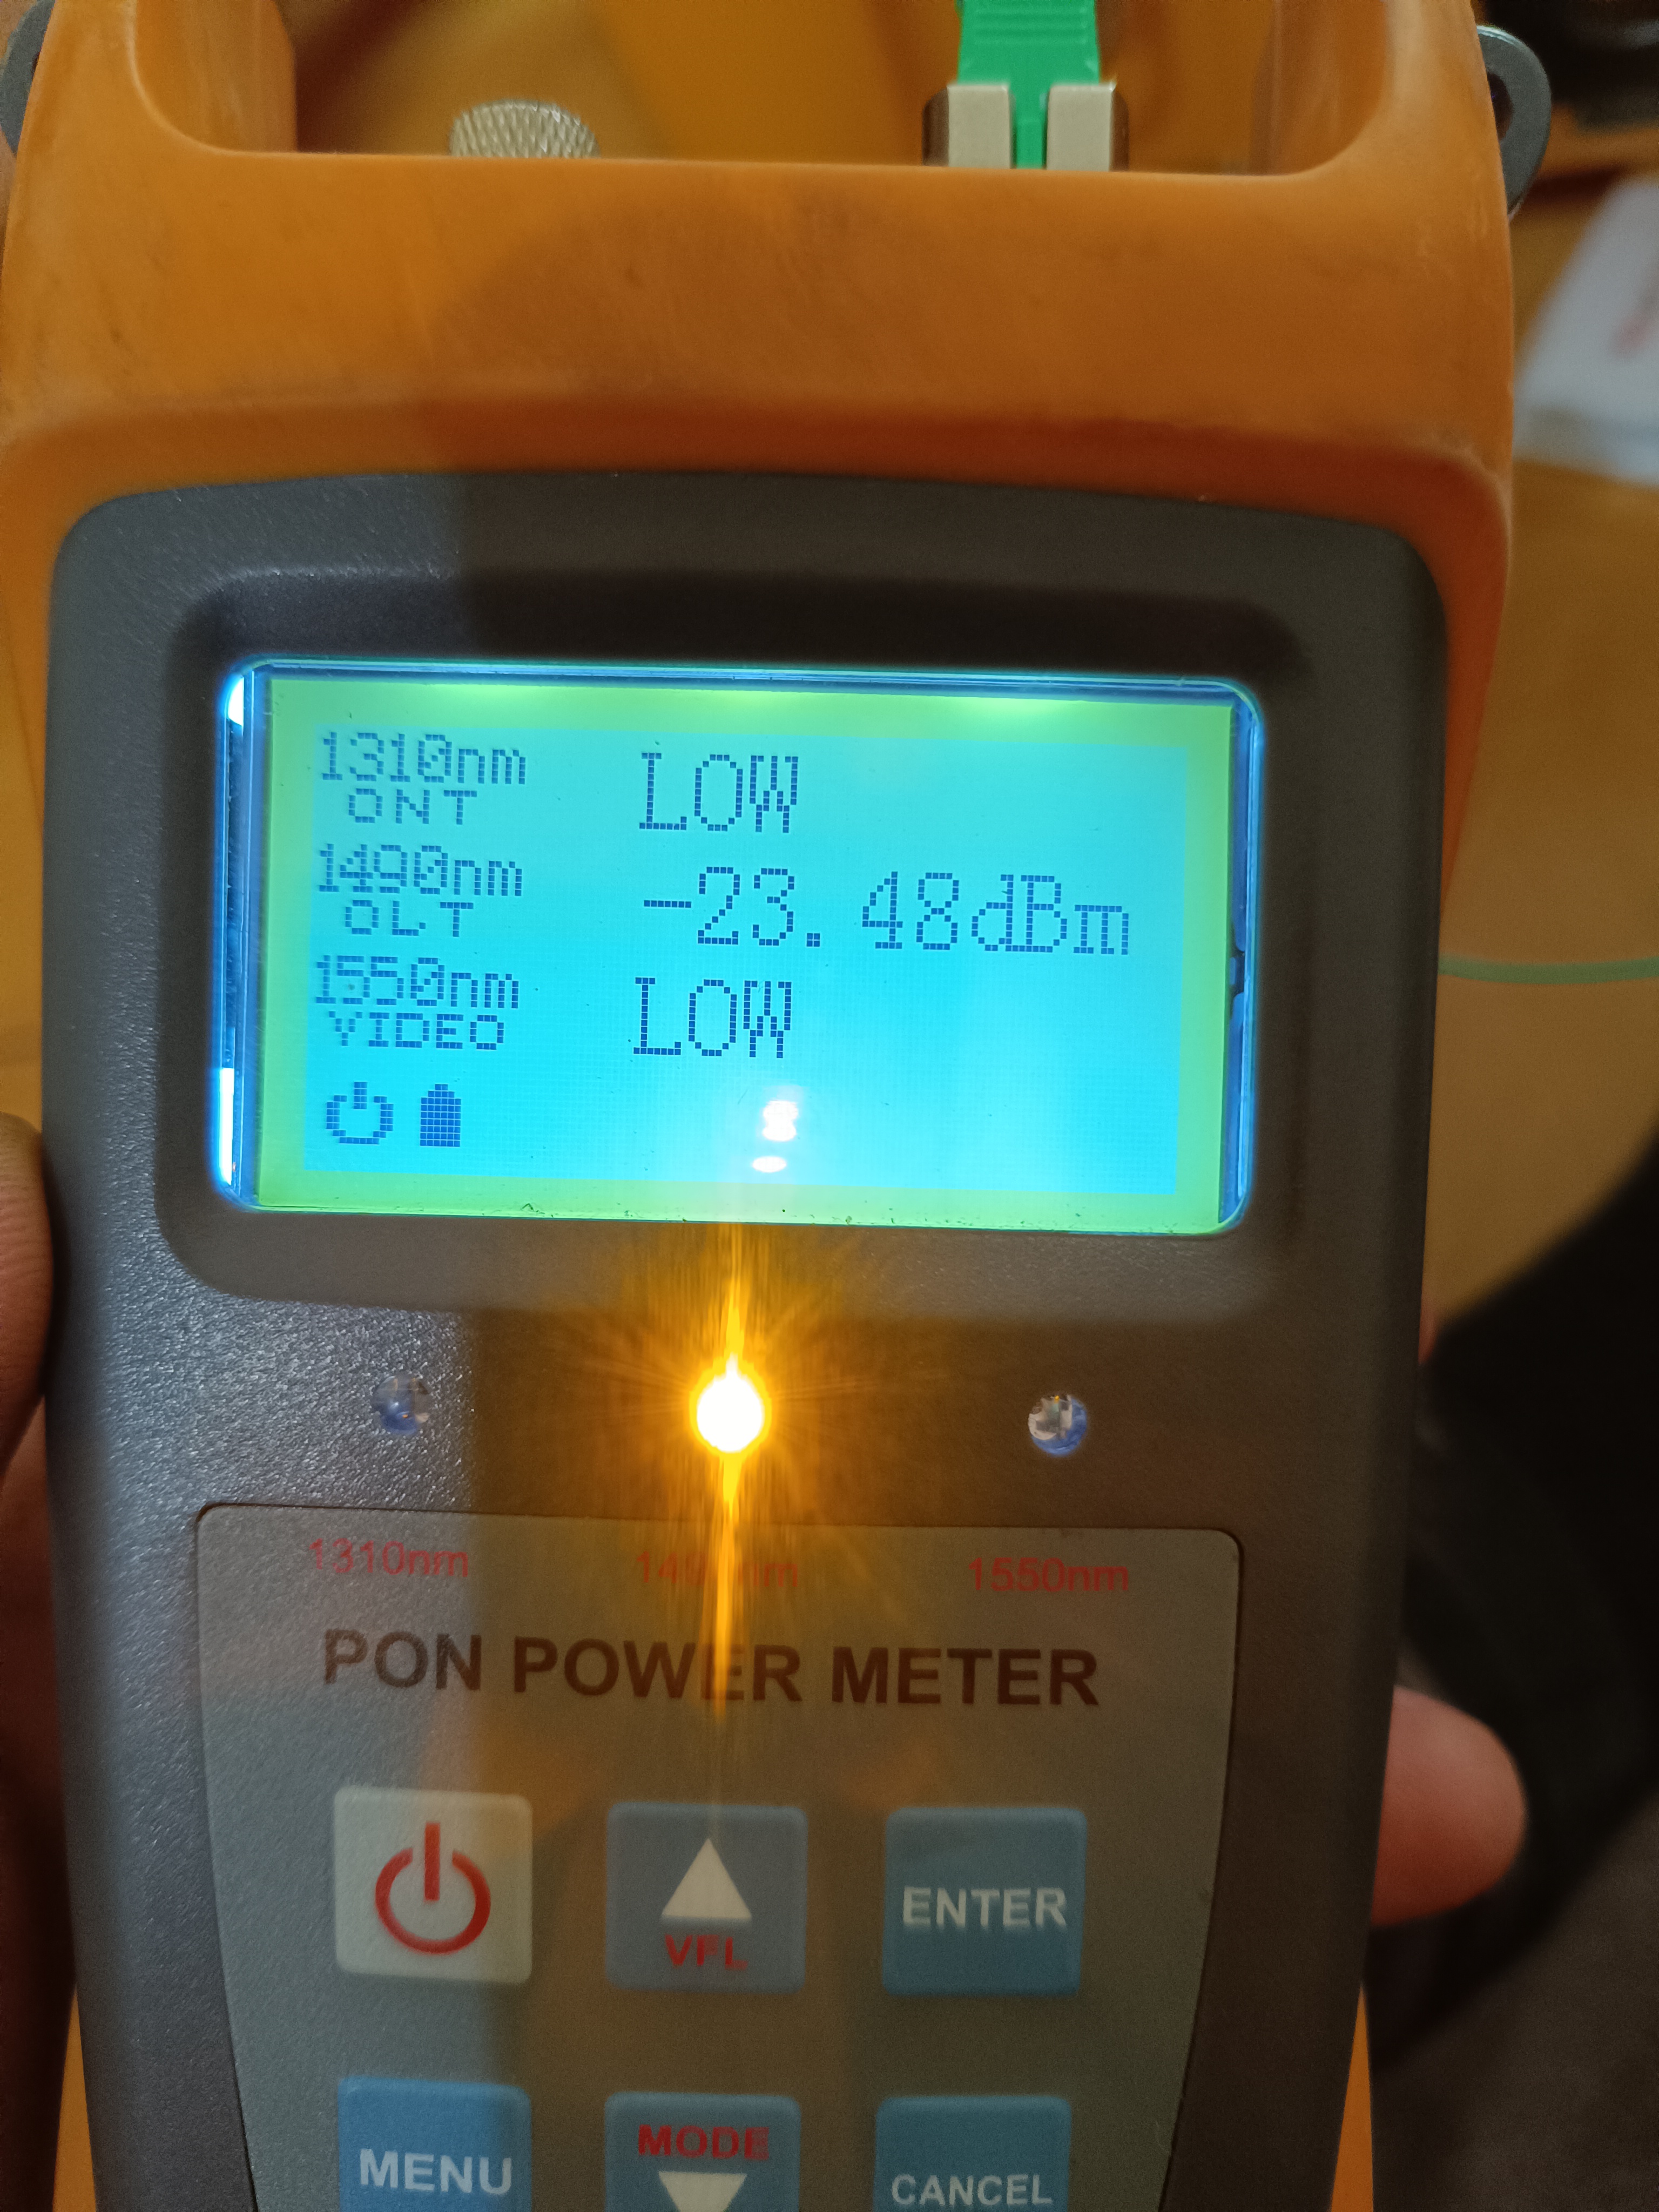 1310nm LOW
ONT
1490nm -23.48dBm
OLT
1550nm LOW
VIDEO
1310nm 1490nm 1550nm
PON POWER METER
VFL ENTER
MENU MODE CANCEL